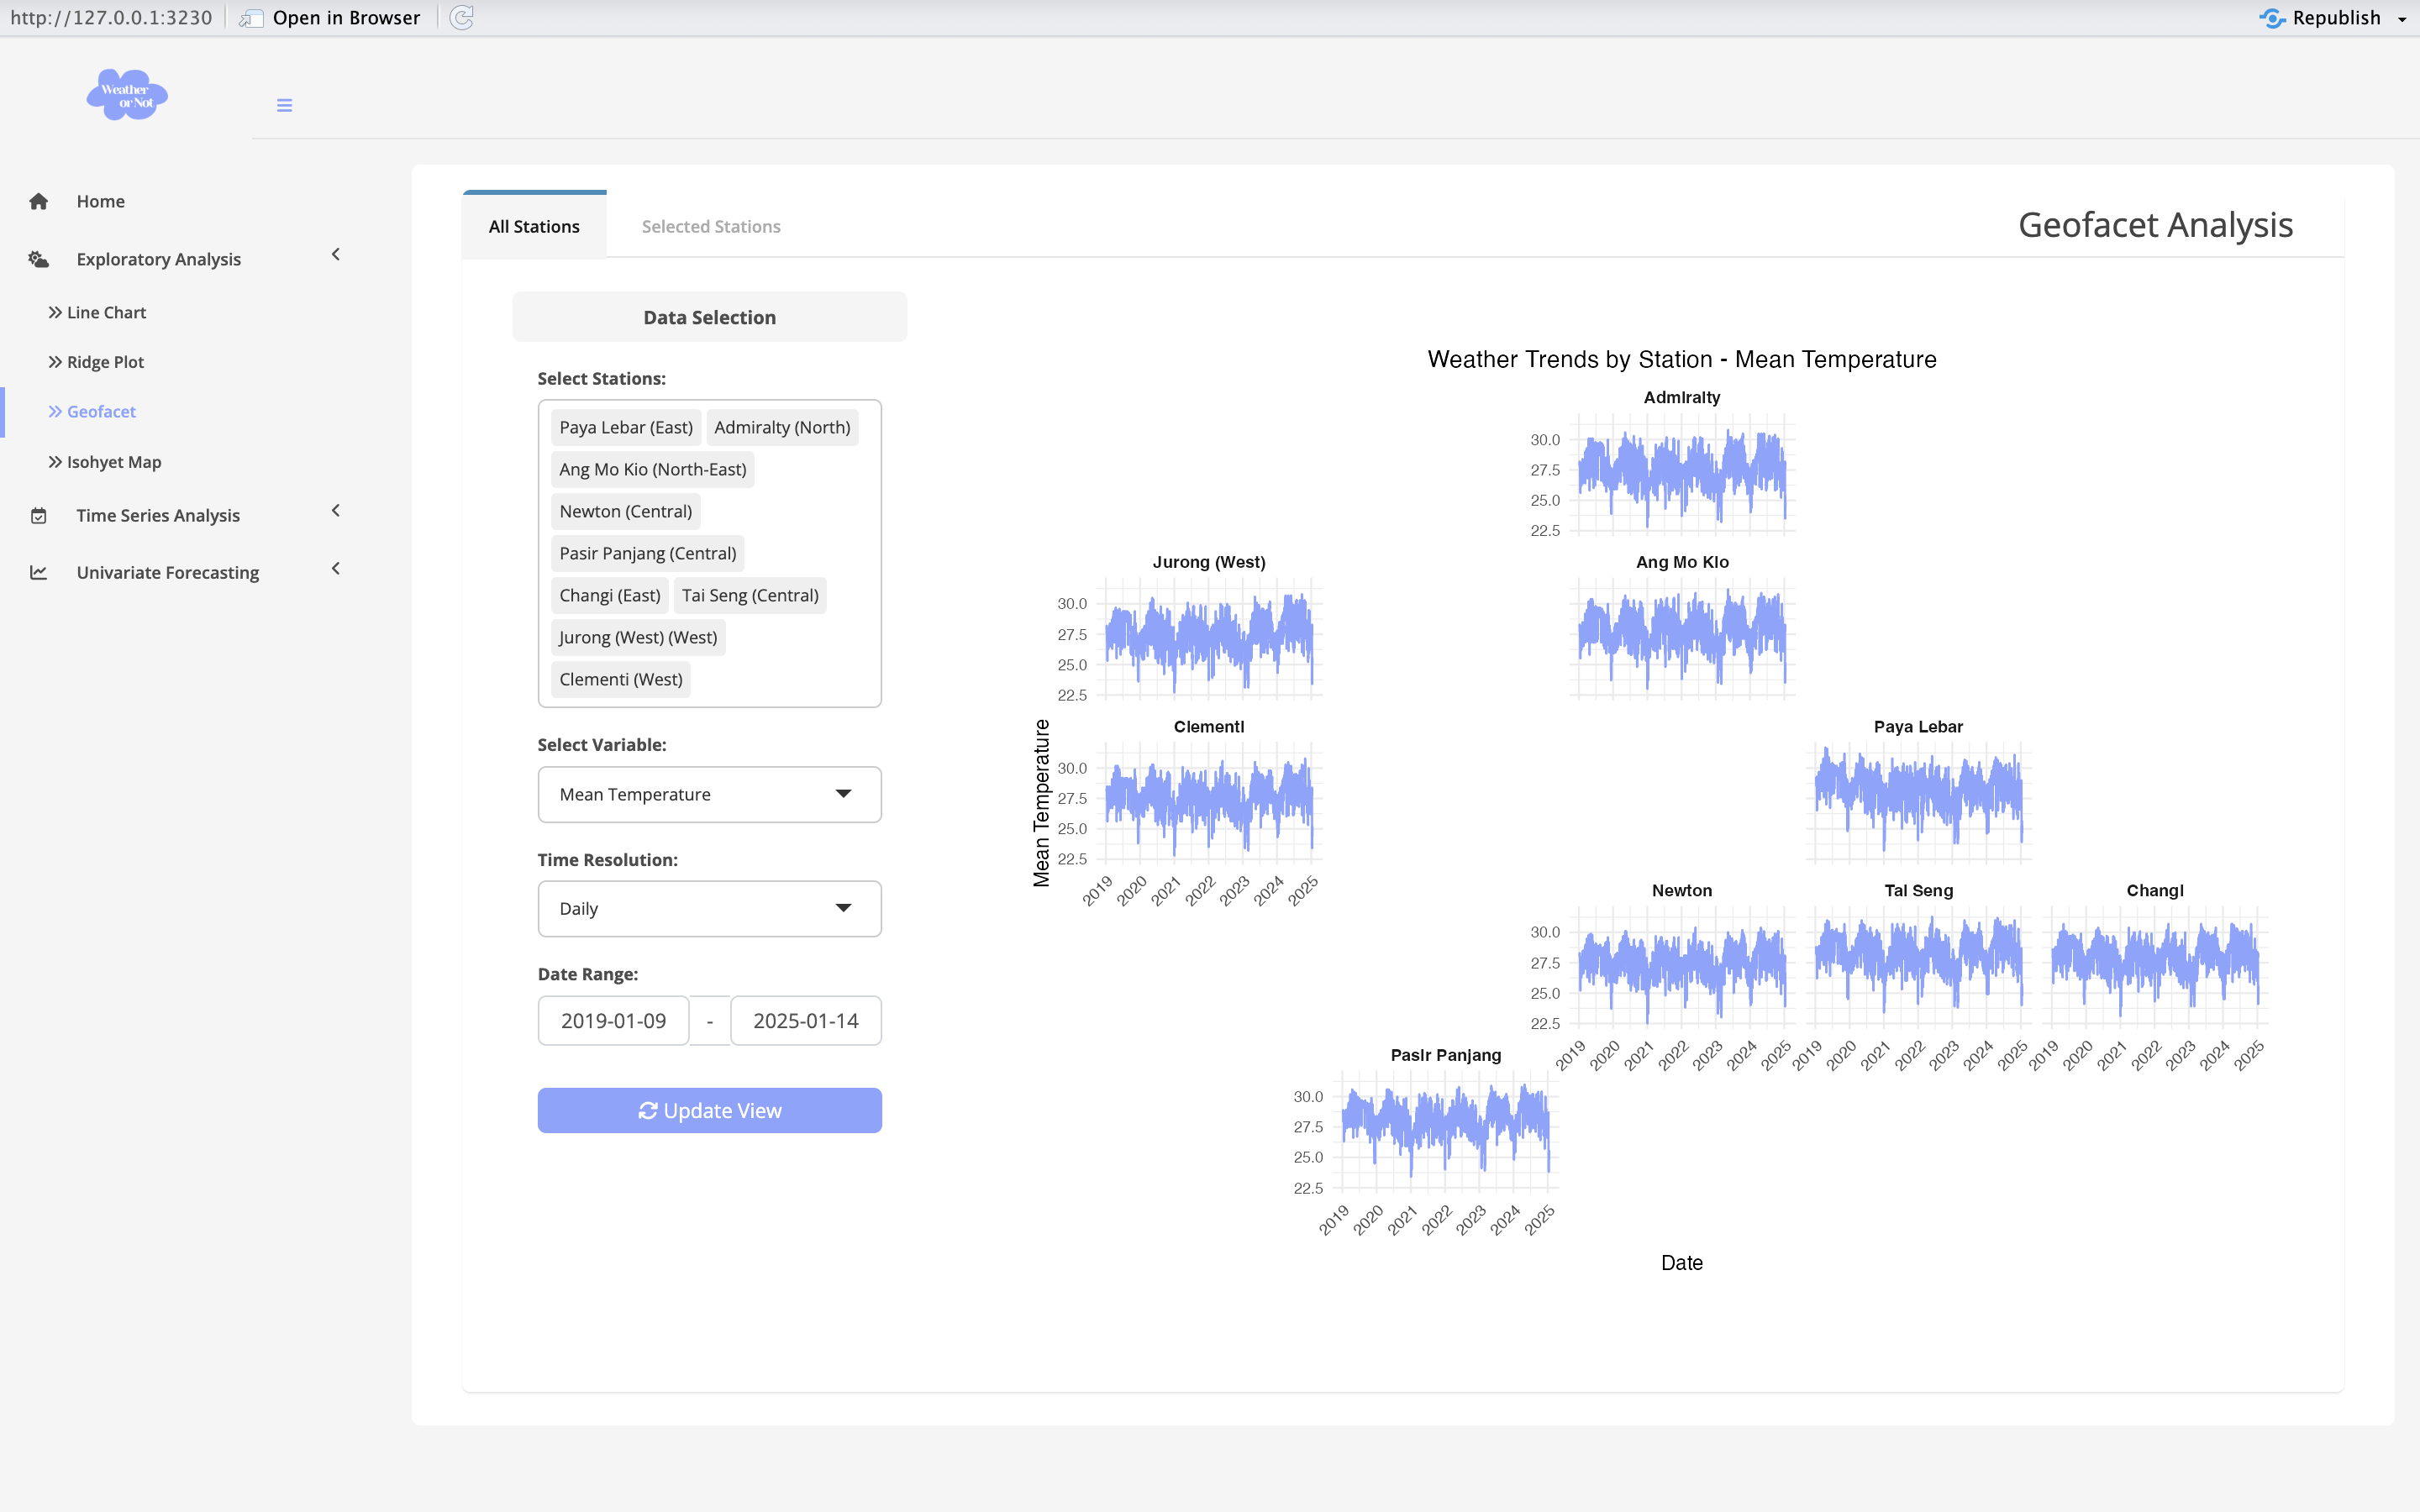 http://127.0.0.1:3230 Open in Browser Republish
Weather
or Not
Home
Exploratory Analysis
Line Chart
Ridge Plot
Geofacet
Isohyet Map
Time Series Analysis
Univariate Forecasting
All Stations Selected Stations Geofacet Analysis
Data Selection
Select Stations:
Paya Lebar (East) Admiralty (North)
Ang Mo Kio (North-East)
Newton (Central)
Pasir Panjang (Central)
Changi (East) Tai Seng (Central)
Jurong (West) (West)
Clementi (West)
Select Variable:
Mean Temperature
Time Resolution:
Daily
Date Range:
2019-01-09 - 2025-01-14
Update View
Weather Trends by Station - Mean Temperature
Admiralty
30.0
27.5
25.0
22.5
Jurong (West) Ang Mo Kio
30.0
27.5
25.0
22.5
Clementi Paya Lebar
Mean Temperature
30.0
27.5
25.0
22.5
2019 2020 2021 2022 2023 2024 2025
Newton Tai Seng Changi
30.0
27.5
25.0
22.5
2019 2020 2021 2022 2023 2024 2025 2019 2020 2021 2022 2023 2024 2025 2019 2020 2021 2022 2023 2024 2025
Pasir Panjang
30.0
27.5
25.0
22.5
2019 2020 2021 2022 2023 2024 2025
Date